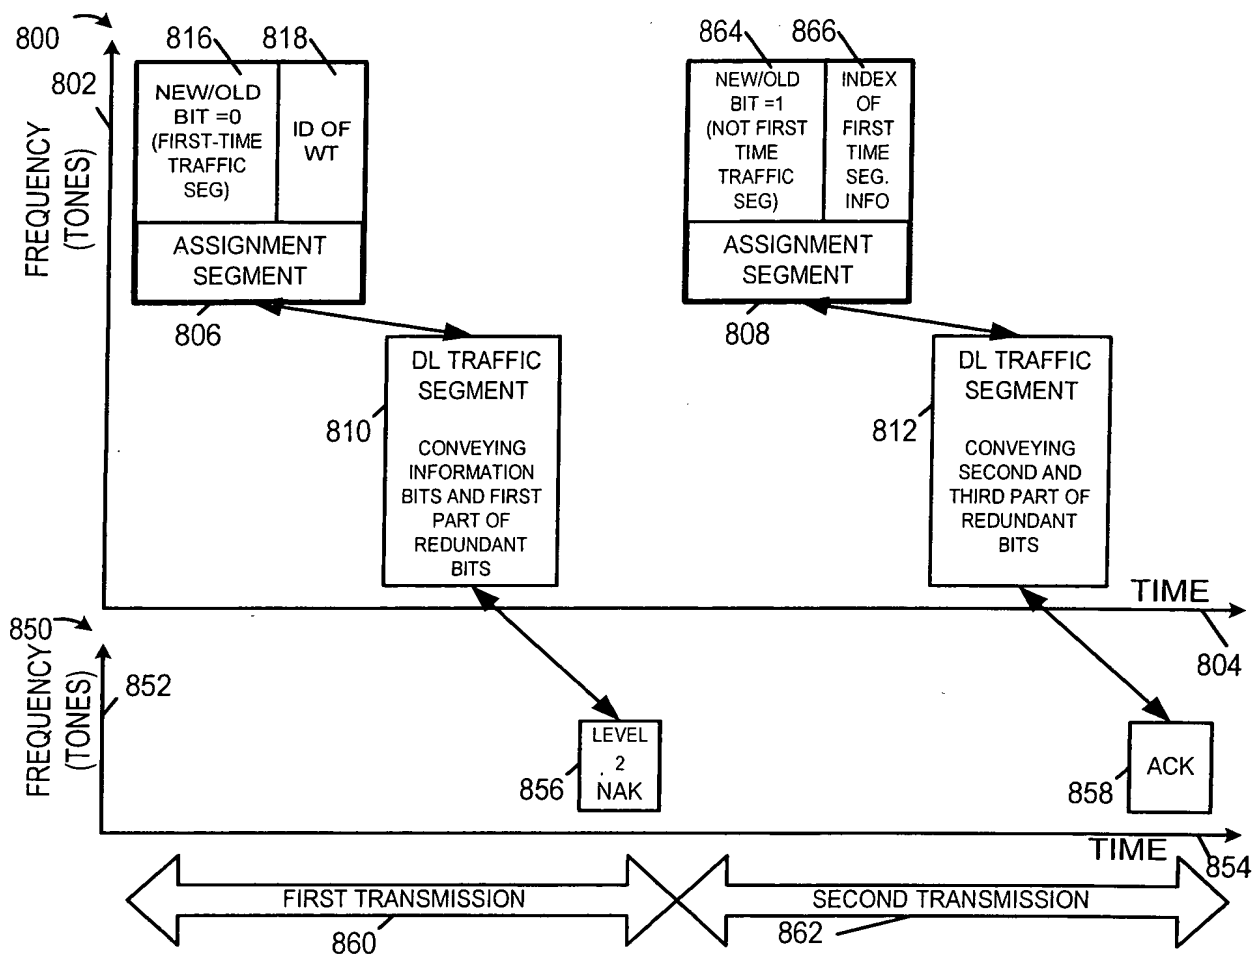 800
816
818
864
866
802
FREQUENCY
(TONES)
NEW/OLD
BIT =0
(FIRST-TIME
TRAFFIC
SEG)
ID OF
WT
ASSIGNMENT
SEGMENT
806
NEW/OLD
BIT =1
(NOT FIRST
TIME
TRAFFIC
SEG)
INDEX
OF
FIRST
TIME
SEG.
INFO
ASSIGNMENT
SEGMENT
808
DL TRAFFIC
SEGMENT
CONVEYING
INFORMATION
BITS AND FIRST
PART OF
REDUNDANT
BITS
810
DL TRAFFIC
SEGMENT
CONVEYING
SECOND AND
THIRD PART OF
REDUNDANT
BITS
812
TIME
804
850
852
FREQUENCY
(TONES)
LEVEL
2
NAK
856
ACK
858
TIME
854
FIRST TRANSMISSION
860
SECOND TRANSMISSION
862